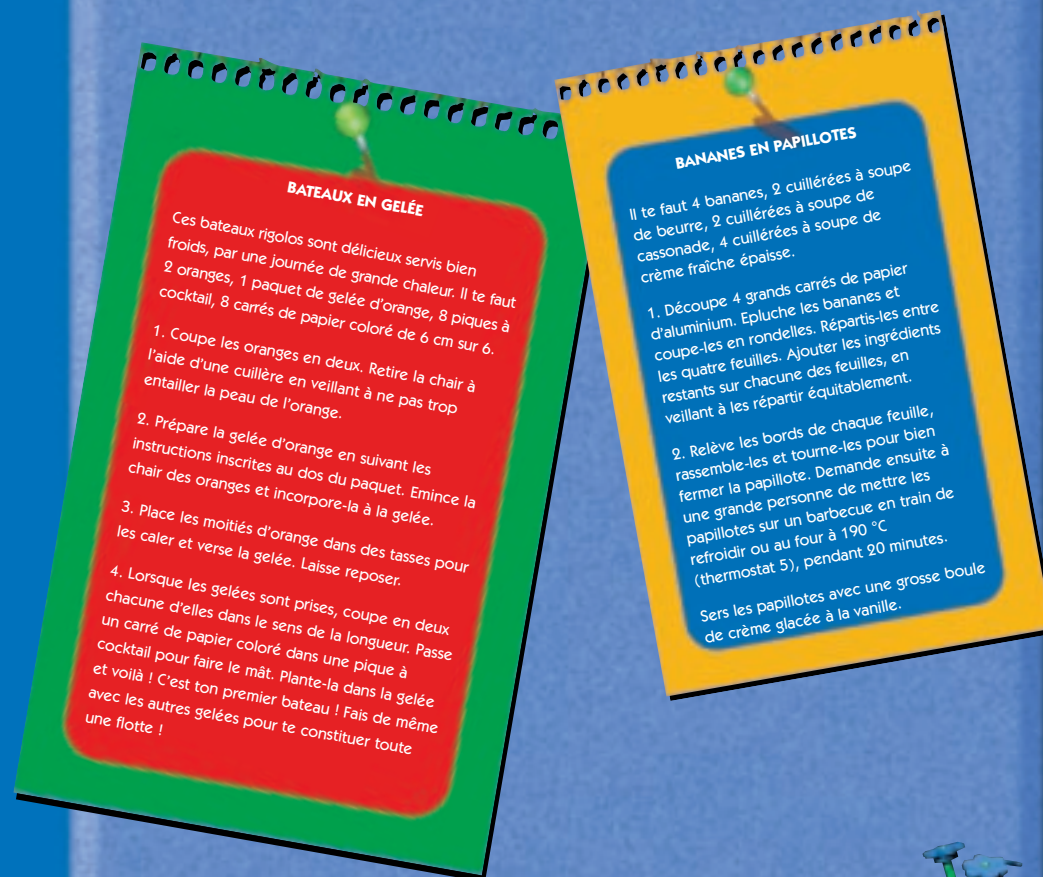 BATEAUX EN GELÉE
Ces bateaux rigolos sont délicieux servis bien
froids, par une journée de grande chaleur. Il te faut
2 oranges, 1 paquet de gelée d'orange, 8 piques à
cocktail, 8 carrés de papier coloré de 6 cm sur 6.
1. Coupe les oranges en deux. Retire la chair à
l'aide d'une cuillère en veillant à ne pas trop
entailler la peau de l'orange.
2. Prépare la gelée d'orange en suivant les
instructions inscrites au dos du paquet. Emince la
chair des oranges et incorpore-la à la gelée.
3. Place les moitiés d'orange dans des tasses pour
les caler et verse la gelée. Laisse reposer.
4. Lorsque les gelées sont prises, coupe en deux
chacune d'elles dans le sens de la longueur. Passe
un carré de papier coloré dans une pique à
cocktail pour faire le mât. Plante-la dans la gelée
et voilà ! C'est ton premier bateau ! Fais de même
avec les autres gelées pour te constituer toute
une flotte !
BANANES EN PAPILLOTES
Il te faut 4 bananes, 2 cuillérées à soupe
de beurre, 2 cuillérées à soupe de
cassonade, 4 cuillérées à soupe de
crème fraîche épaisse.
1. Découpe 4 grands carrés de papier
d'aluminium. Epluche les bananes et
coupe-les en rondelles. Répartis-les entre
les quatre feuilles. Ajouter les ingrédients
restants sur chacune des feuilles, en
veillant à les répartir équitablement.
2. Relève les bords de chaque feuille,
rassemble-les et tourne-les pour bien
fermer la papillote. Demande ensuite à
une grande personne de mettre les
papillotes sur un barbecue en train de
refroidir ou au four à 190 °C
(thermostat 5), pendant 20 minutes.
Sers les papillotes avec une grosse boule
de crème glacée à la vanille.